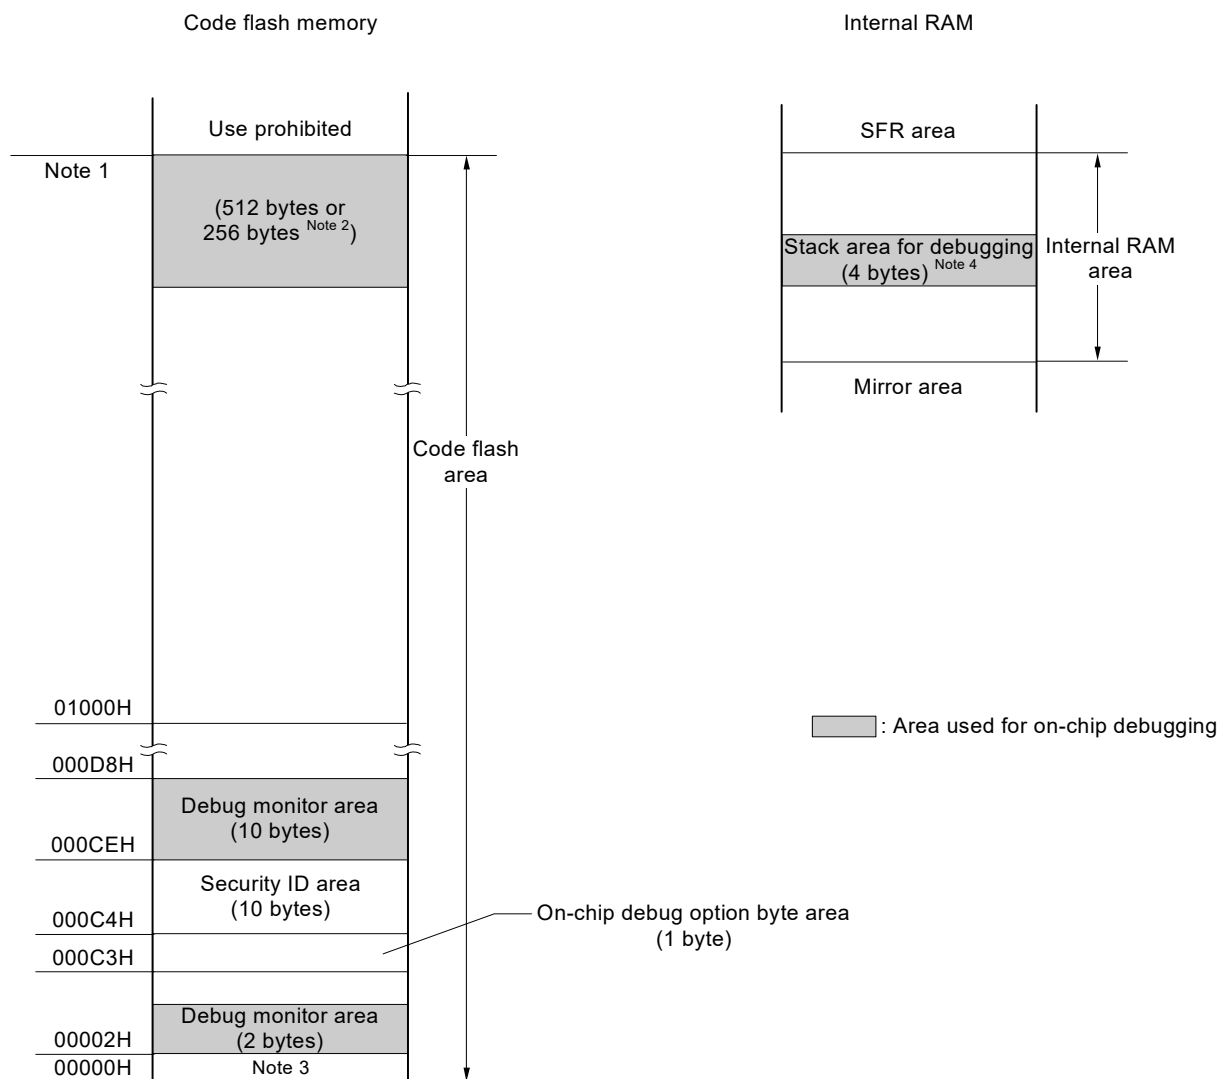 Code flash memory
Internal RAM
Use prohibited
Note 1
(512 bytes or
256 bytes Note 2)
SFR area
Stack area for debugging
(4 bytes) Note 4
Internal RAM
area
Mirror area
Code flash
area
01000H
: Area used for on-chip debugging
000D8H
Debug monitor area
(10 bytes)
000CEH
Security ID area
(10 bytes)
000C4H
On-chip debug option byte area
(1 byte)
000C3H
Debug monitor area
(2 bytes)
00002H
00000H
Note 3